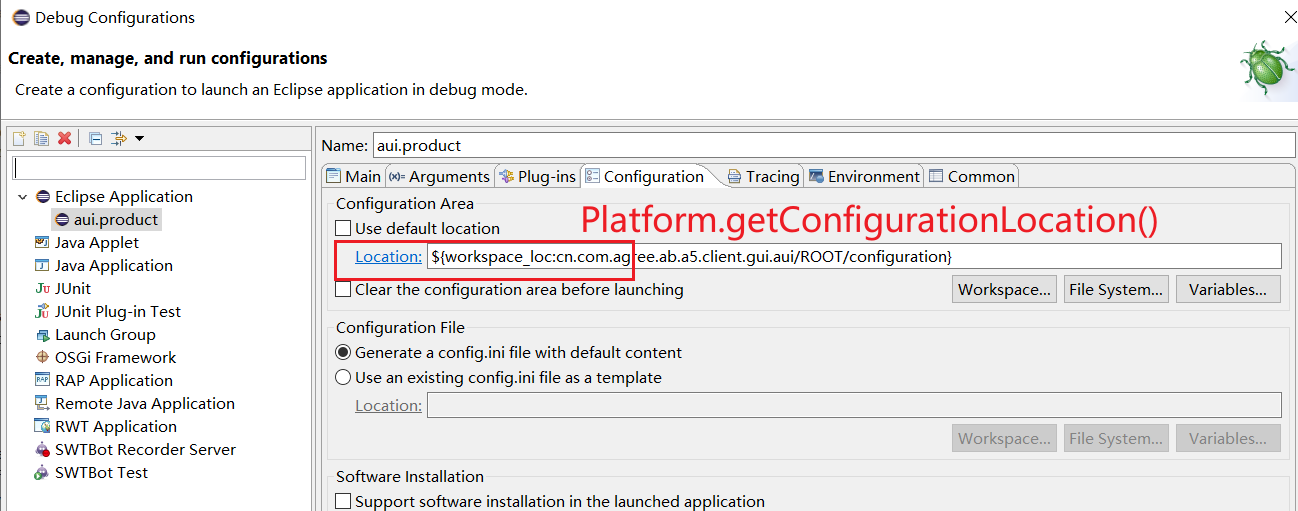 Debug Configurations
Create, manage, and run configurations
Create a configuration to launch an Eclipse application in debug mode.
Eclipse Application
aui.product
Java Applet
Java Application
JUnit
JUnit Plug-in Test
Launch Group
OSGi Framework
RAP Application
Remote Java Application
RWT Application
SWTBot Recorder Server
SWTBot Test
Name: aui.product
Main Arguments Plug-ins Configuration Tracing Environment Common
Configuration Area
Platform.getConfigurationLocation()
Use default location
Location: ${workspace_loc:cn.com.agree.ab.a5.client.gui.aui/ROOT/configuration}
Clear the configuration area before launching
Workspace... File System... Variables...
Configuration File
Generate a config.ini file with default content
Use an existing config.ini file as a template
Location:
Workspace... File System... Variables...
Software Installation
Support software installation in the launched application